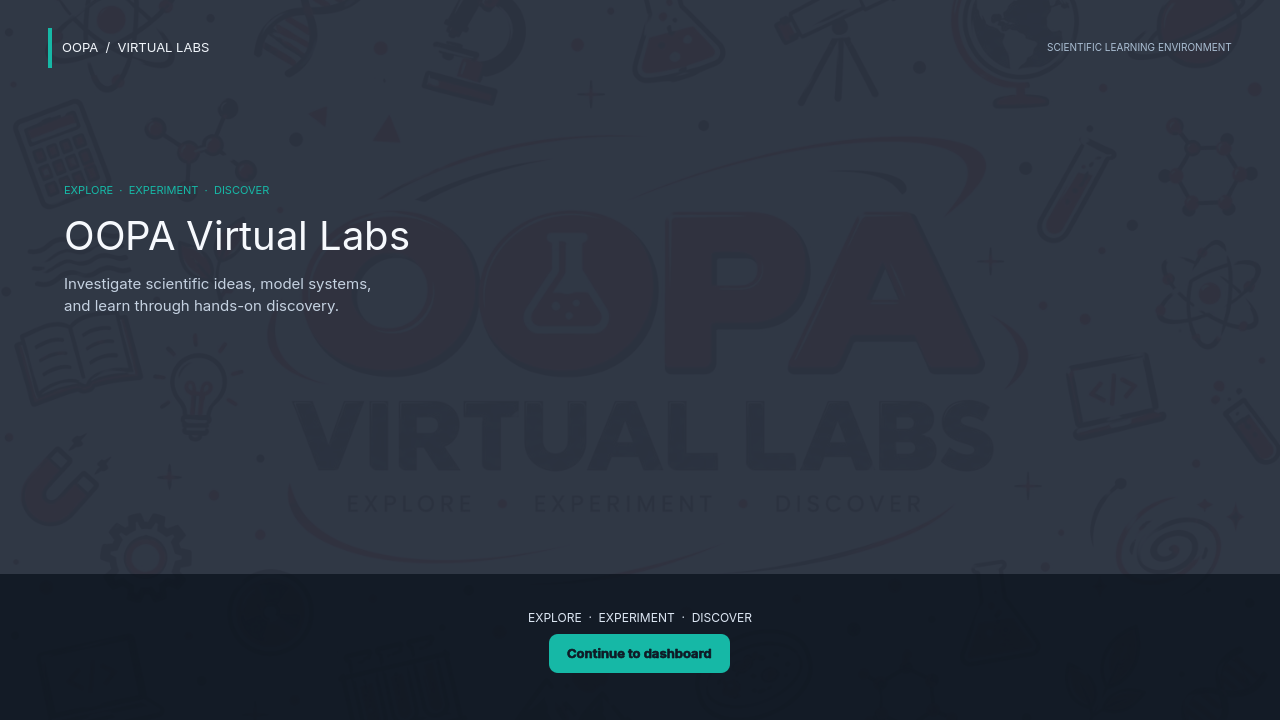 OOPA / VIRTUAL LABS
SCIENTIFIC LEARNING ENVIRONMENT
EXPLORE · EXPERIMENT · DISCOVER
OOPA Virtual Labs
Investigate scientific ideas, model systems,
and learn through hands-on discovery.
OOPA
VIRTUAL LABS
EXPLORE • EXPERIMENT • DISCOVER
</>
EXPLORE · EXPERIMENT · DISCOVER
Continue to dashboard